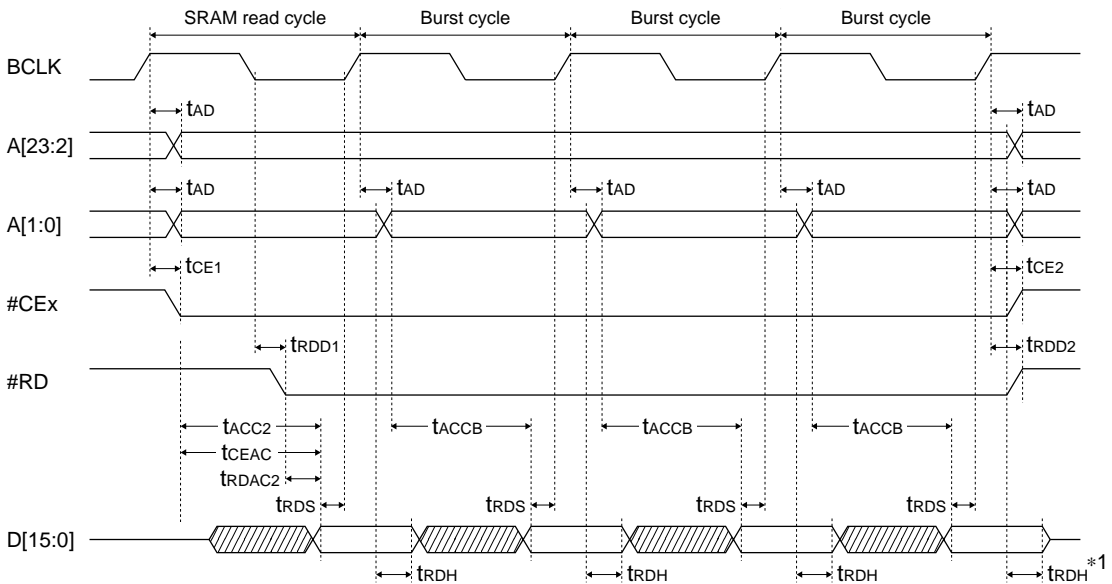 SRAM read cycle Burst cycle Burst cycle Burst cycle
BCLK
tAD tAD
A[23:2]
tAD tAD tAD tAD tAD
A[1:0]
tCE1 tCE2
#CEx
tRDD1 tRDD2
#RD
tACC2 tACCB tACCB tACCB
tCEAC
tRDAC2
tRDS tRDS tRDS tRDS
D[15:0]
tRDH tRDH tRDH tRDH tRDH*1